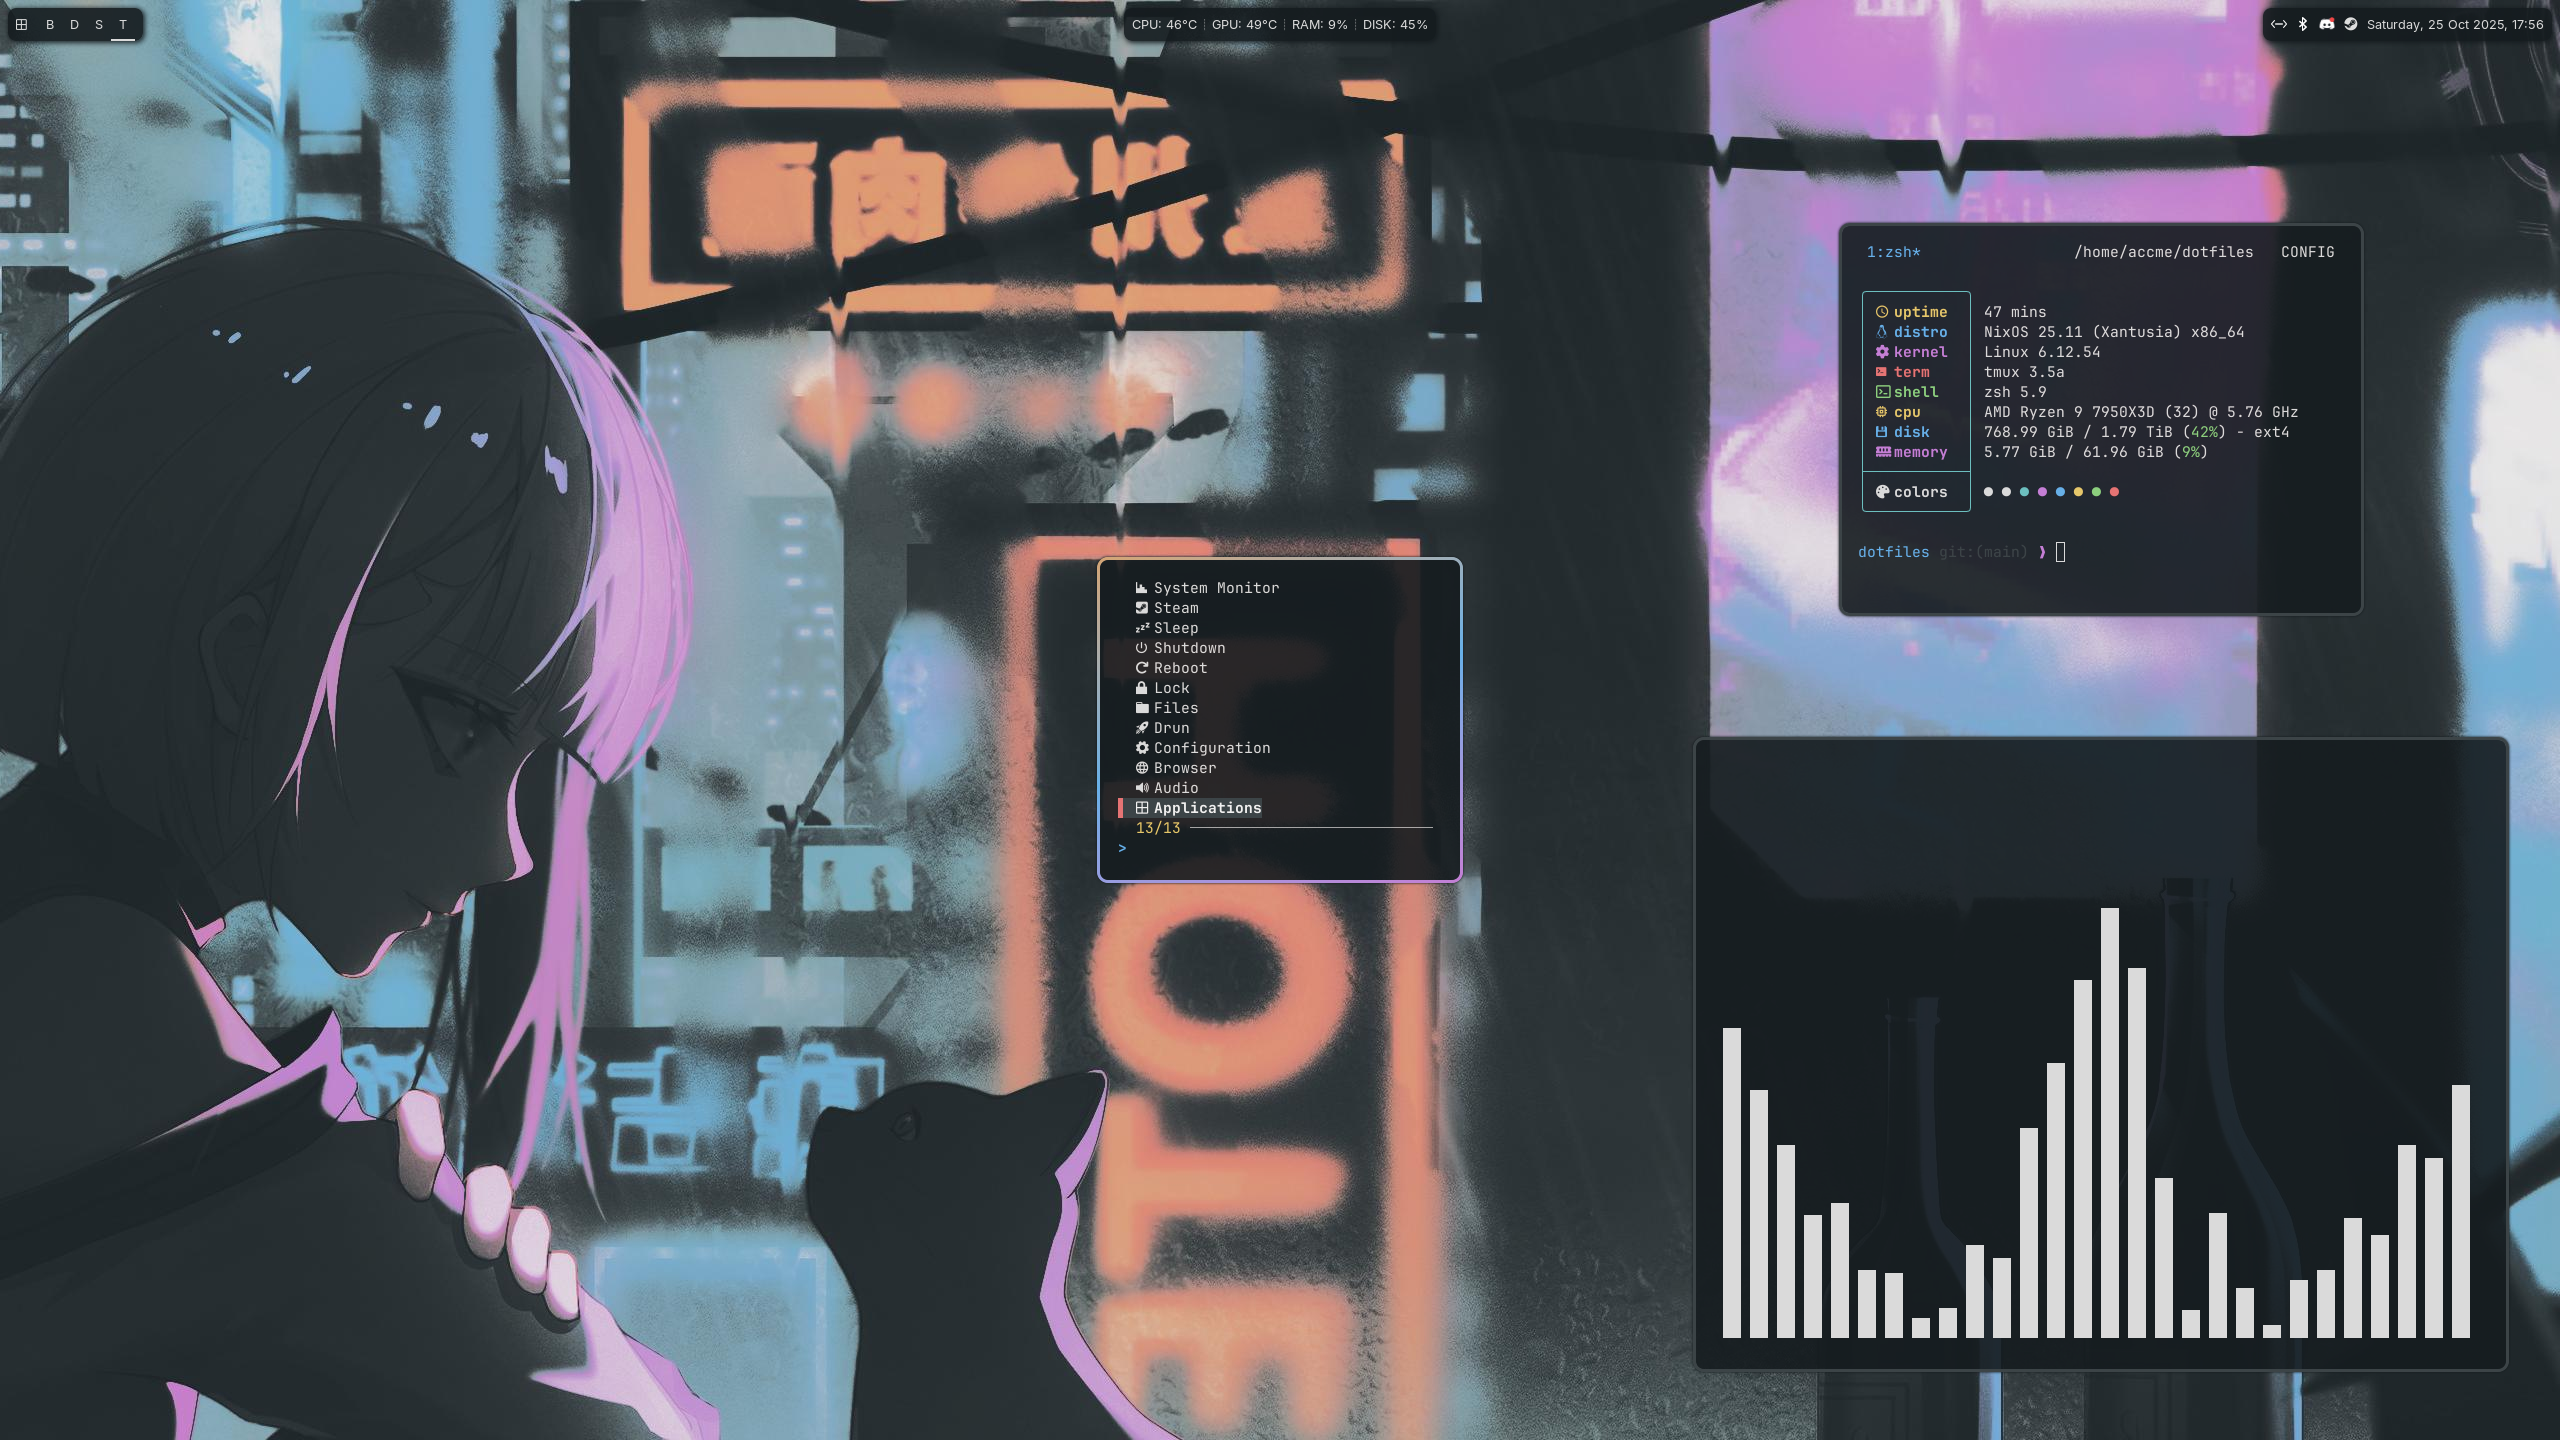 B D S T
CPU: 46°C GPU: 49°C RAM: 9% DISK: 45%
Saturday, 25 Oct 2025, 17:56
1:zsh* /home/accme/dotfiles CONFIG
uptime 47 mins
distro NixOS 25.11 (Xantusia) x86_64
kernel Linux 6.12.54
term tmux 3.5a
shell zsh 5.9
cpu AMD Ryzen 9 7950X3D (32) @ 5.76 GHz
disk 768.99 GiB / 1.79 TiB (42%) - ext4
memory 5.77 GiB / 61.96 GiB (9%)
colors
dotfiles git:(main) ❱
System Monitor
Steam
Sleep
Shutdown
Reboot
Lock
Files
Drun
Configuration
Browser
Audio
Applications
13/13
>